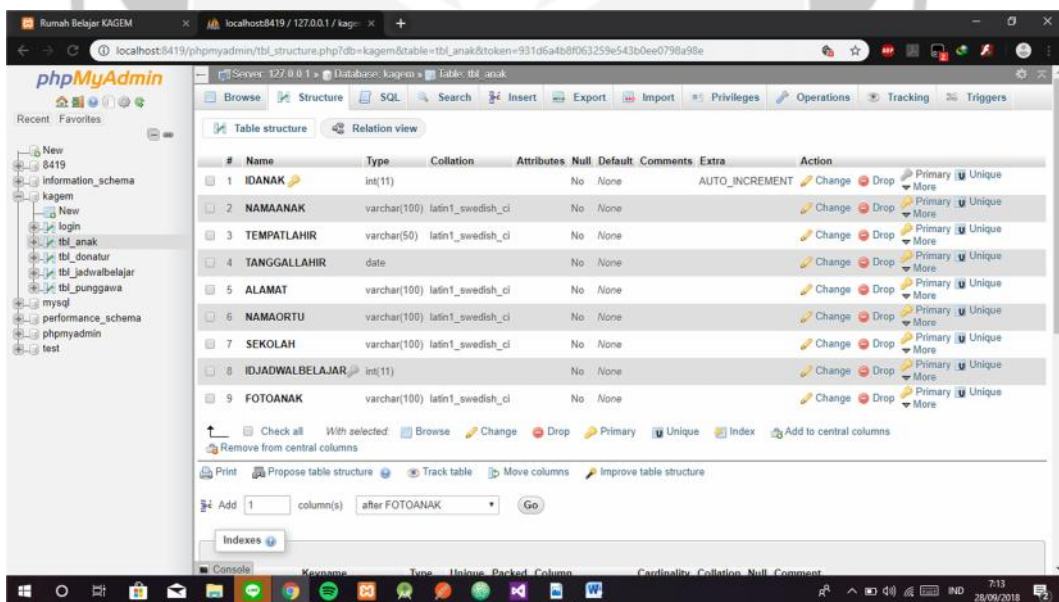 Rumah Belajar KAGEM
localhost:8419 / 127.0.0.1 / kage
localhost:8419/phpmyadmin/tbl_structure.php?db=kagem&table=tbl_anak&token=931d6a4b8f063259e543b0ee0798a98e
phpMyAdmin
Recent Favorites
New
8419
information_schema
kagem
New
login
tbl_anak
tbl_donatur
tbl_jadwalbelajar
tbl_punggawa
mysql
performance_schema
phpmyadmin
test
Server: 127.0.0.1 » Database: kagem » Table: tbl_anak
Browse Structure SQL Search Insert Export Import Privileges Operations Tracking Triggers
Table structure Relation view
# Name Type Collation Attributes Null Default Comments Extra Action
1 IDANAK int(11) No None AUTO_INCREMENT Change Drop Primary Unique More
2 NAMAANAK varchar(100) latin1_swedish_ci No None Change Drop Primary Unique More
3 TEMPATLAHIR varchar(50) latin1_swedish_ci No None Change Drop Primary Unique More
4 TANGGALLAHIR date No None Change Drop Primary Unique More
5 ALAMAT varchar(100) latin1_swedish_ci No None Change Drop Primary Unique More
6 NAMAORTU varchar(100) latin1_swedish_ci No None Change Drop Primary Unique More
7 SEKOLAH varchar(100) latin1_swedish_ci No None Change Drop Primary Unique More
8 IDJADWALBELAJAR int(11) No None Change Drop Primary Unique More
9 FOTOANAK varchar(100) latin1_swedish_ci No None Change Drop Primary Unique More
Check all With selected: Browse Change Drop Primary Unique Index Add to central columns
Remove from central columns
Print Propose table structure Track table Move columns Improve table structure
Add 1 column(s) after FOTOANAK Go
Indexes
Console Keyname Type Unique Packed Column Cardinality Collation Null Comment
IND 7:13
28/09/2018